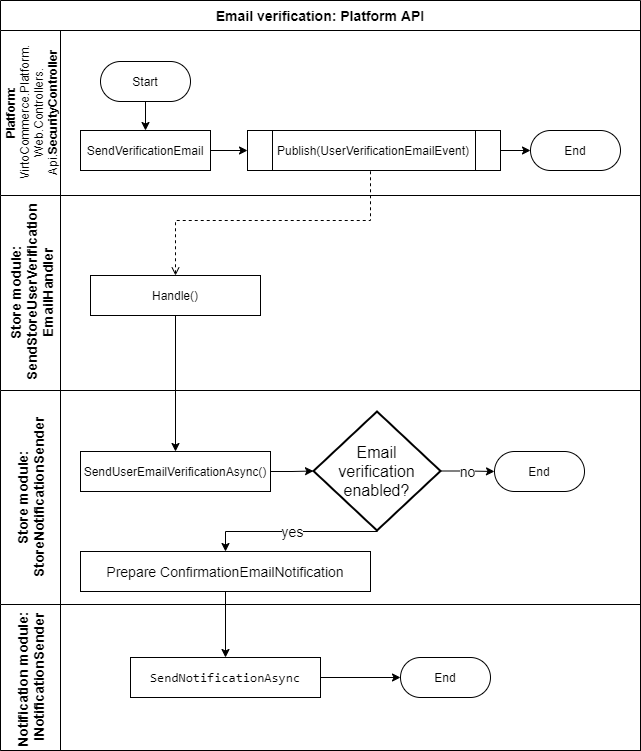 Email verification: Platform API
Platform:
VirtoCommerce.Platform.
Web.Controllers.
Api.SecurityController
Start
SendVerificationEmail
Publish(UserVerificationEmailEvent)
End
Store module:
SendStoreUserVerification
EmailHandler
Handle()
Store module:
StoreNotificationSender
SendUserEmailVerificationAsync()
Email
verification
enabled?
no
End
yes
Prepare ConfirmationEmailNotification
Notification module:
INotificationSender
SendNotificationAsync
End